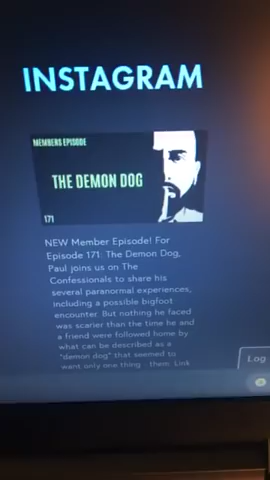 INSTAGRAM
MEMBERS EPISODE
THE DEMON DOG
171
NEW Member Episode! For
Episode 171: The Demon Dog,
Paul joins us on The
Confessionals to share his
several paranormal experiences,
including a possible bigfoot
encounter. But nothing he faced
was scarier than the time he and
a friend were followed home by
what can be described as a
"demon dog" that seemed to
want only one thing - them. Link
Log